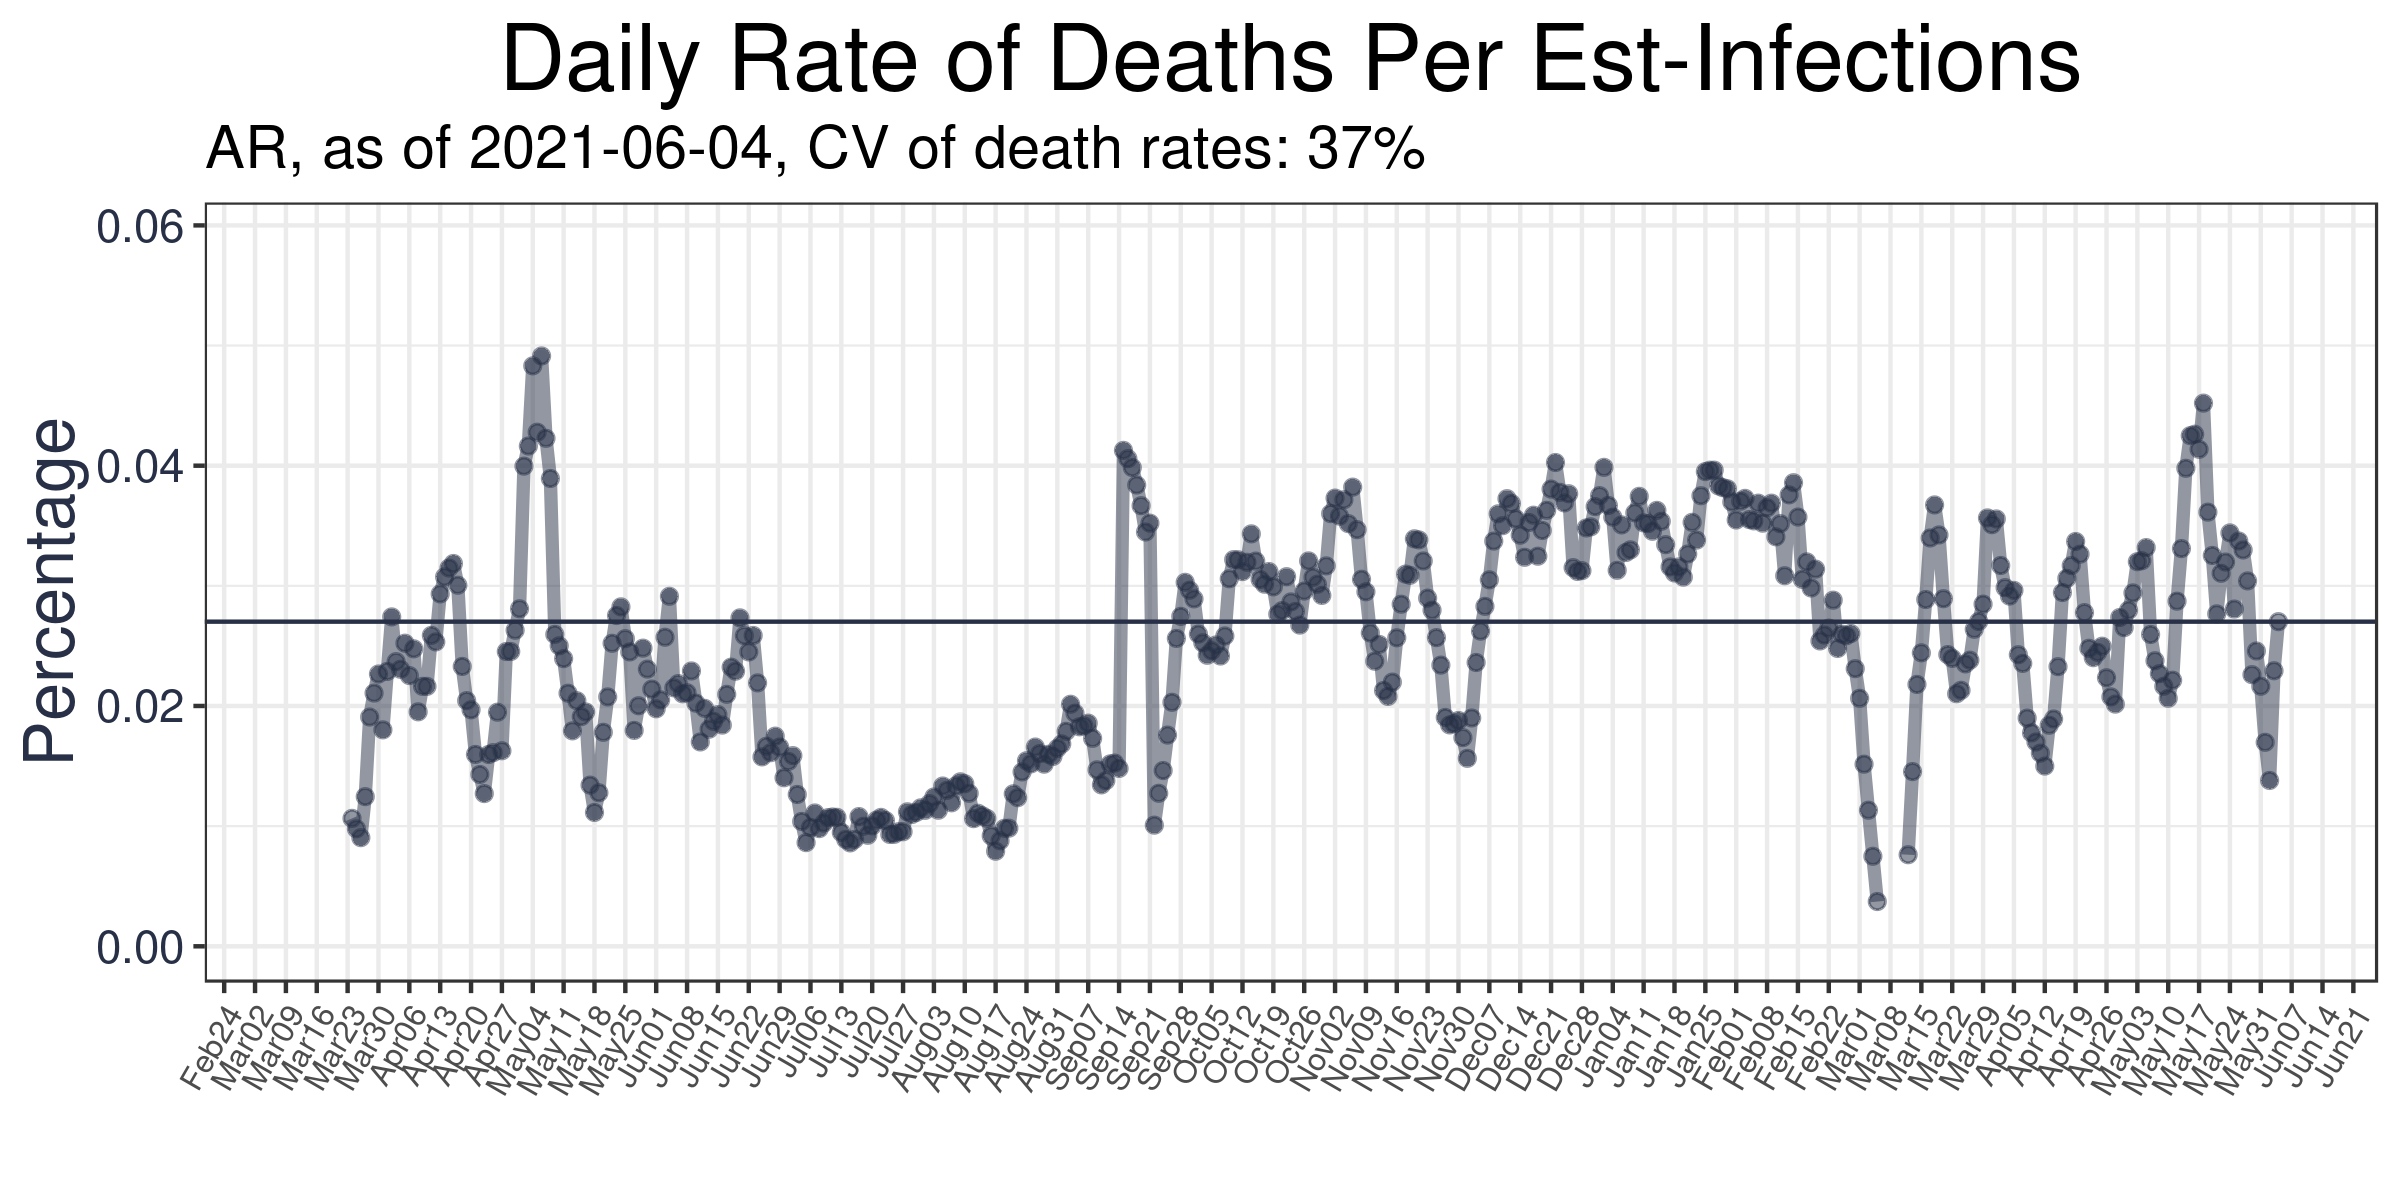 Daily Rate of Deaths Per Est-Infections
AR, as of 2021-06-04, CV of death rates: 37%
Percentage
0.06
0.04
0.02
0.00
Feb24
Mar02
Mar09
Mar16
Mar23
Mar30
Apr06
Apr13
Apr20
Apr27
May04
May11
May18
May25
Jun01
Jun08
Jun15
Jun22
Jun29
Jul06
Jul13
Jul20
Jul27
Aug03
Aug10
Aug17
Aug24
Aug31
Sep07
Sep14
Sep21
Sep28
Oct05
Oct12
Oct19
Oct26
Nov02
Nov09
Nov16
Nov23
Nov30
Dec07
Dec14
Dec21
Dec28
Jan04
Jan11
Jan18
Jan25
Feb01
Feb08
Feb15
Feb22
Mar01
Mar08
Mar15
Mar22
Mar29
Apr05
Apr12
Apr19
Apr26
May03
May10
May17
May24
May31
Jun07
Jun14
Jun21